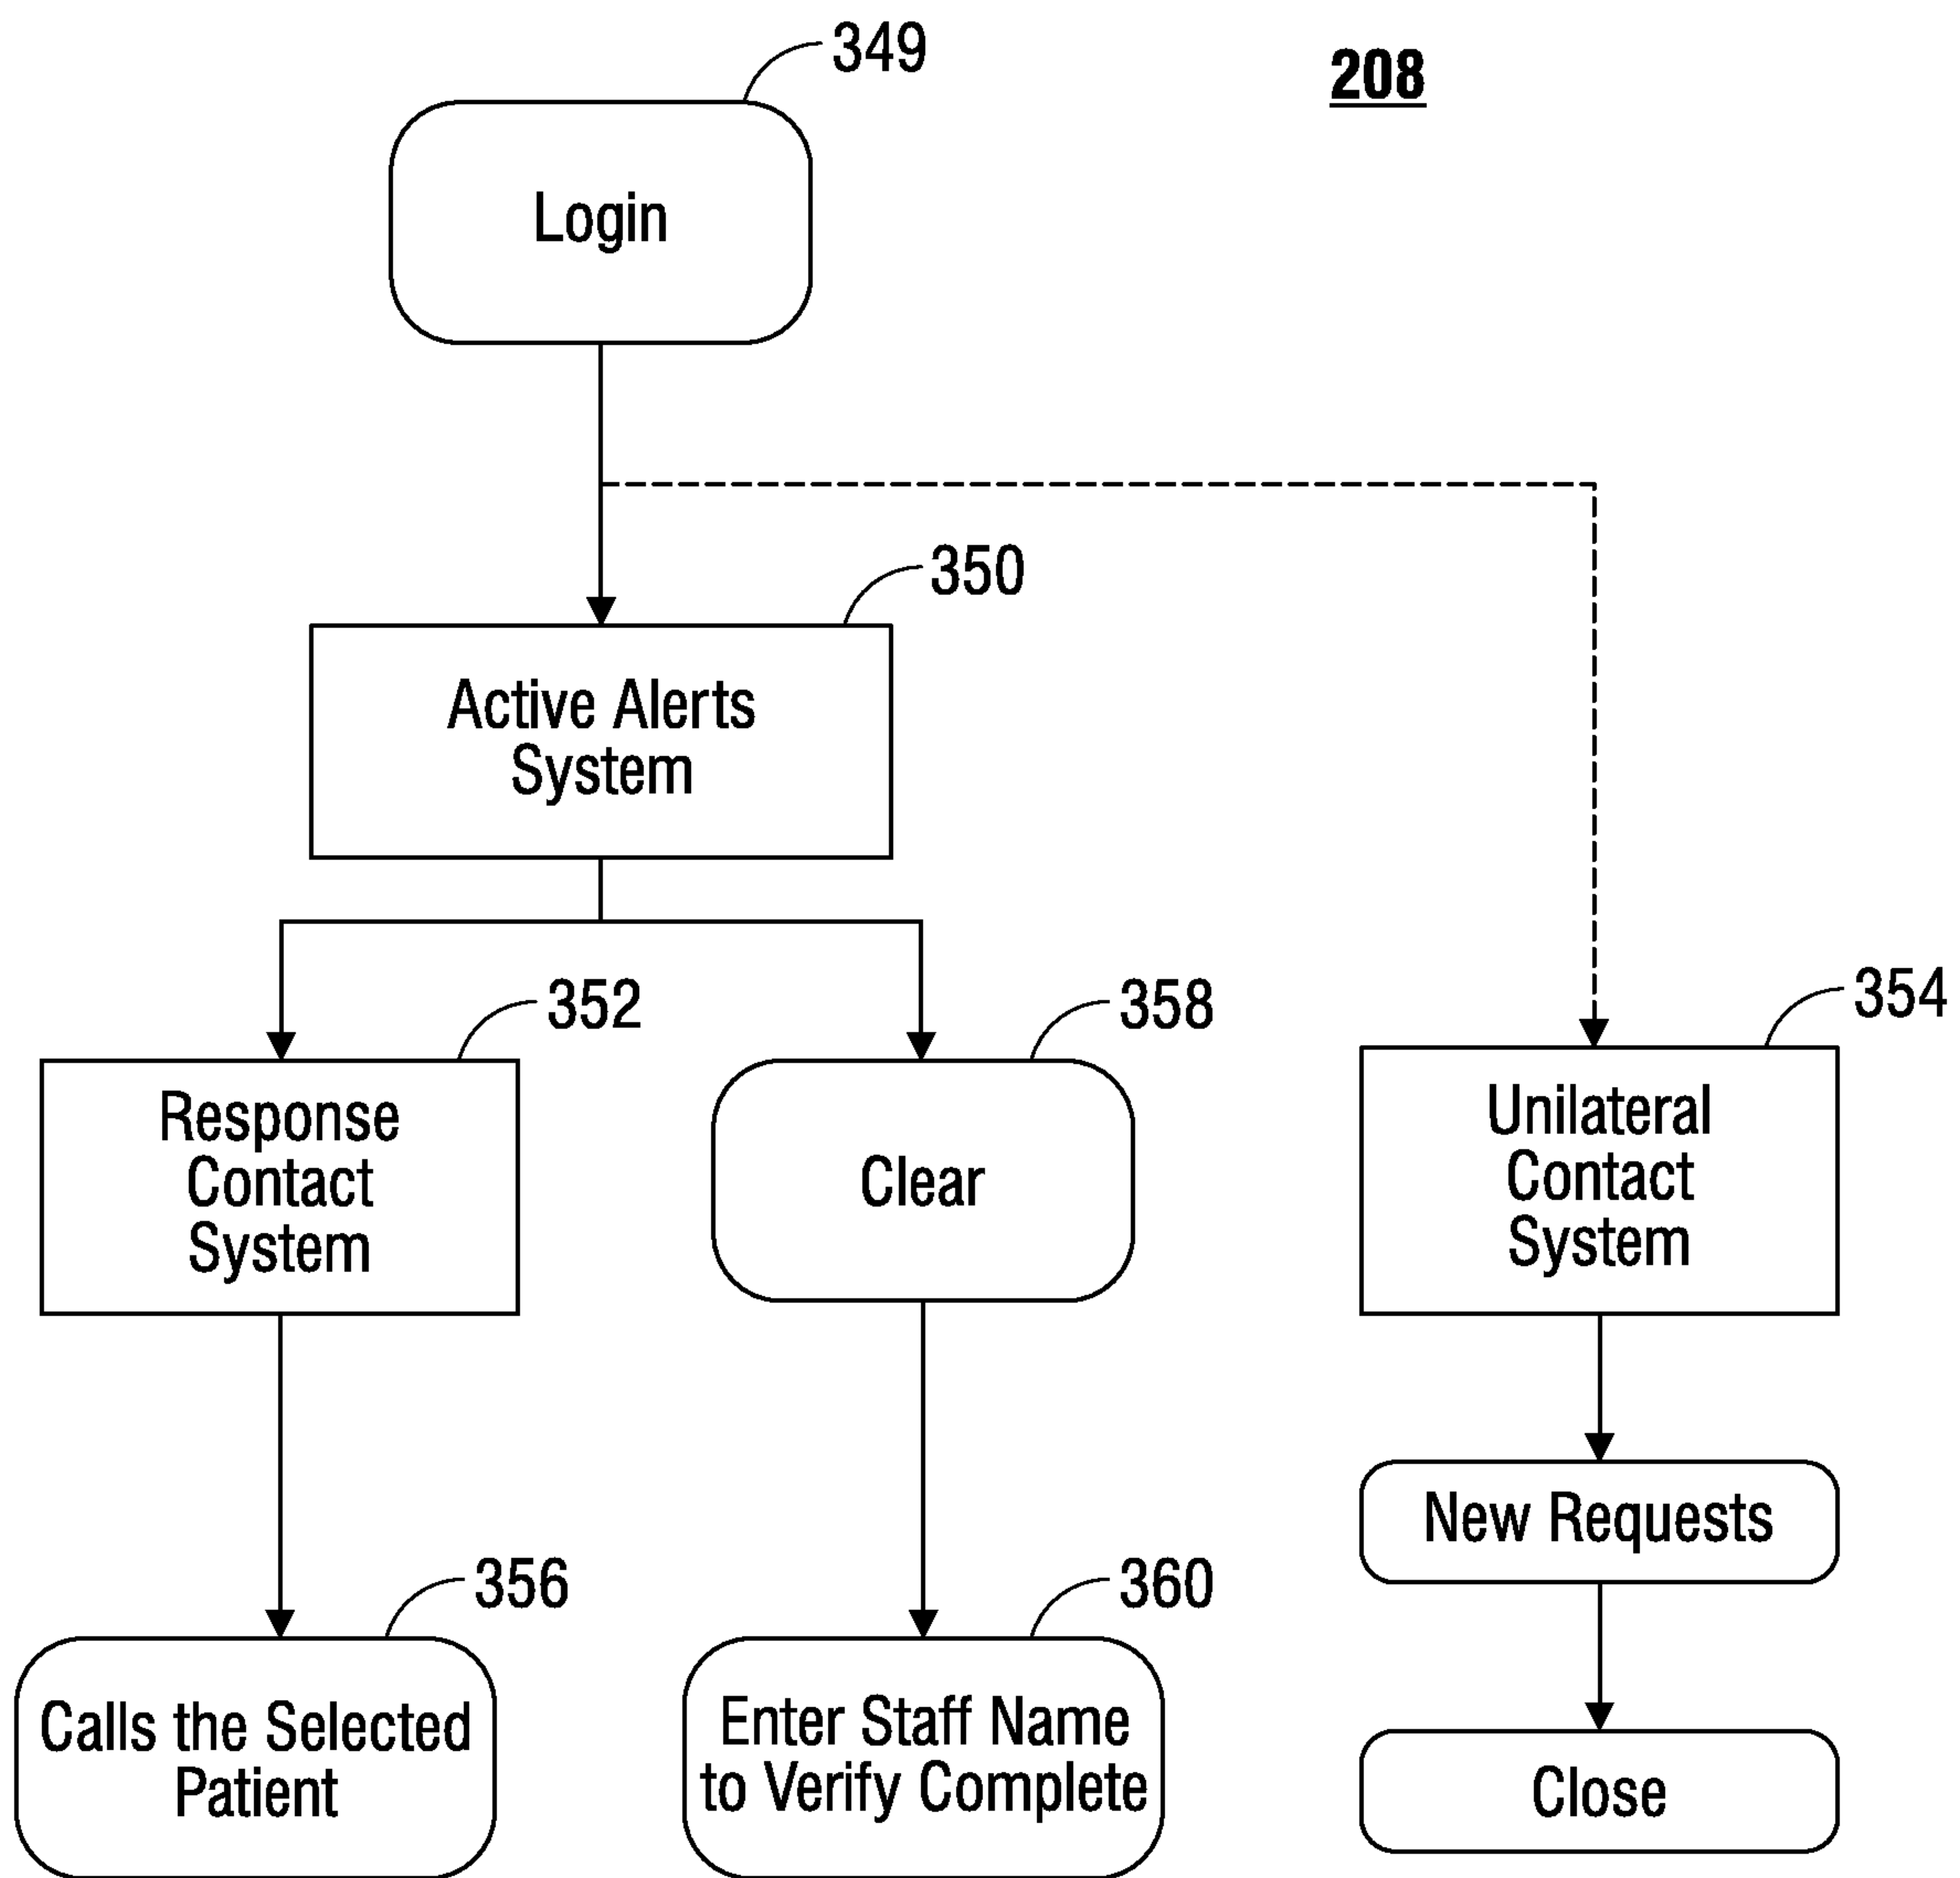 349
208
Login
350
Active Alerts
System
352
358
354
Response
Contact
System
Clear
Unilateral
Contact
System
New Requests
356
360
Calls the Selected
Patient
Enter Staff Name
to Verify Complete
Close